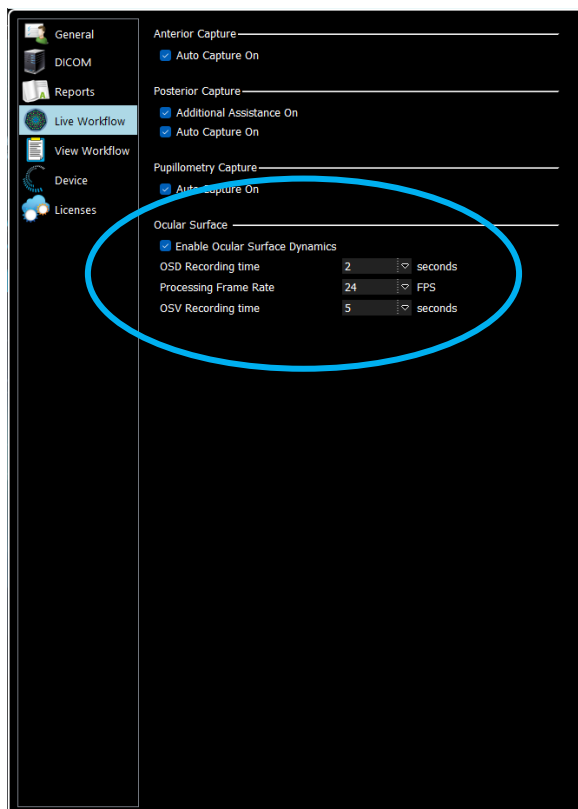 General
DICOM
Reports
Live Workflow
View Workflow
Device
Licenses
Anterior Capture
Auto Capture On
Posterior Capture
Additional Assistance On
Auto Capture On
Pupillometry Capture
Auto Capture On
Ocular Surface
Enable Ocular Surface Dynamics
OSD Recording time 2 seconds
Processing Frame Rate 24 FPS
OSV Recording time 5 seconds